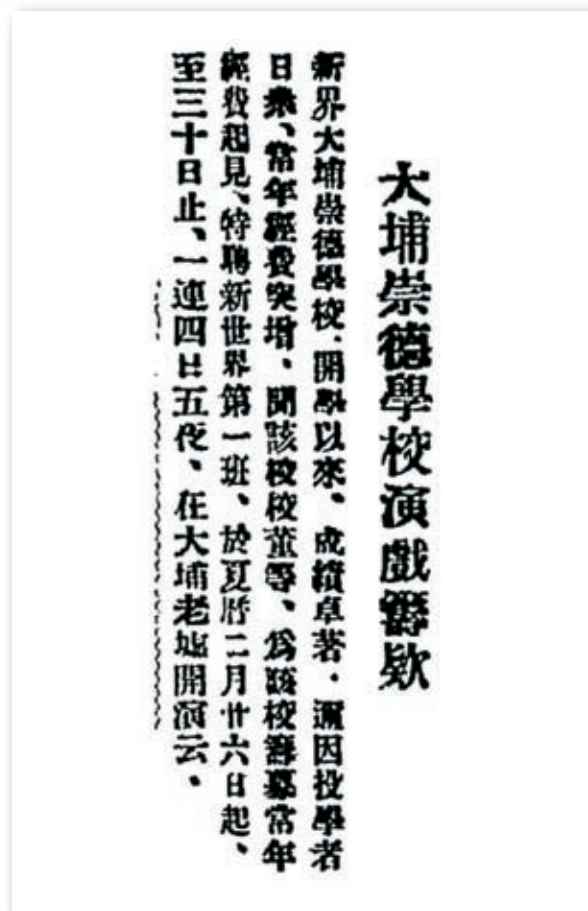 大埔崇德學校演戲籌欵
新界大埔崇德學校．開學以來、成績卓著．邇因投學者
日衆、常年經費突增、聞該校校董等、爲該校籌募常年
經費起見、特聘新世界第一班、於夏曆二月廿六日起、
至三十日止、一連四日五夜、在大埔老墟開演云、